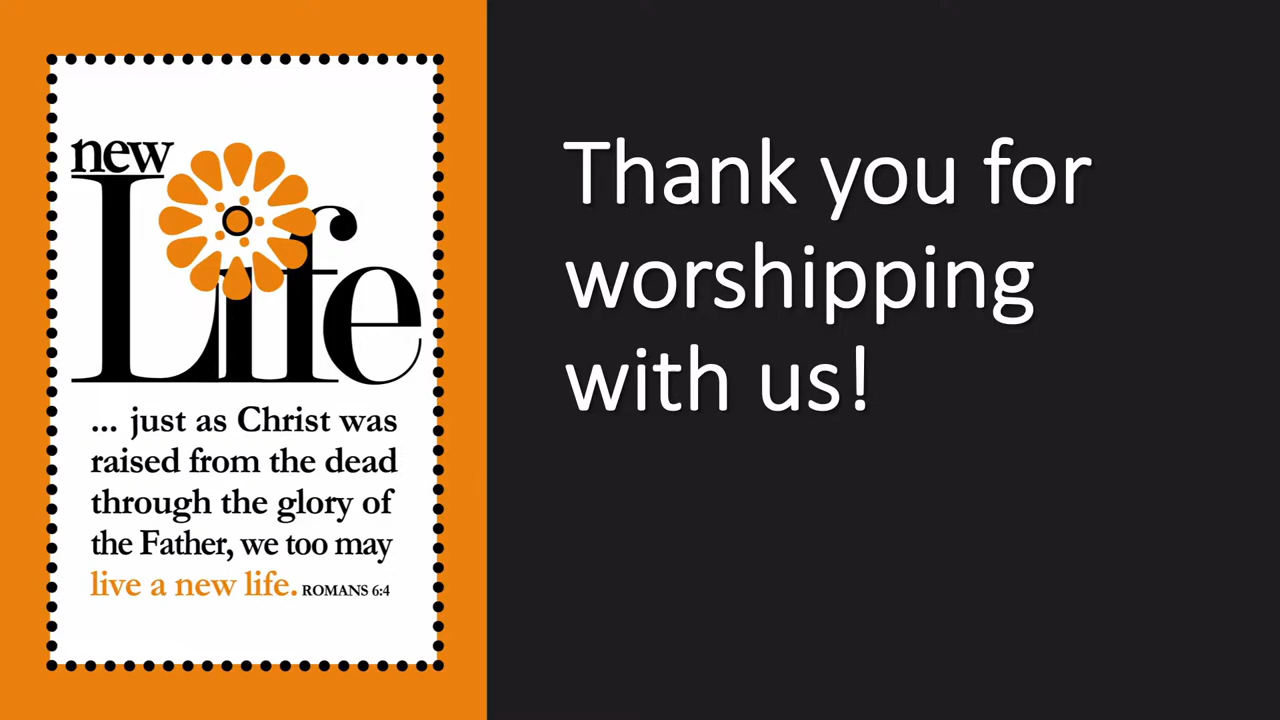 new
Life
... just as Christ was
raised from the dead
through the glory of
the Father, we too may
live a new life. ROMANS 6:4
Thank you for
worshipping
with us!